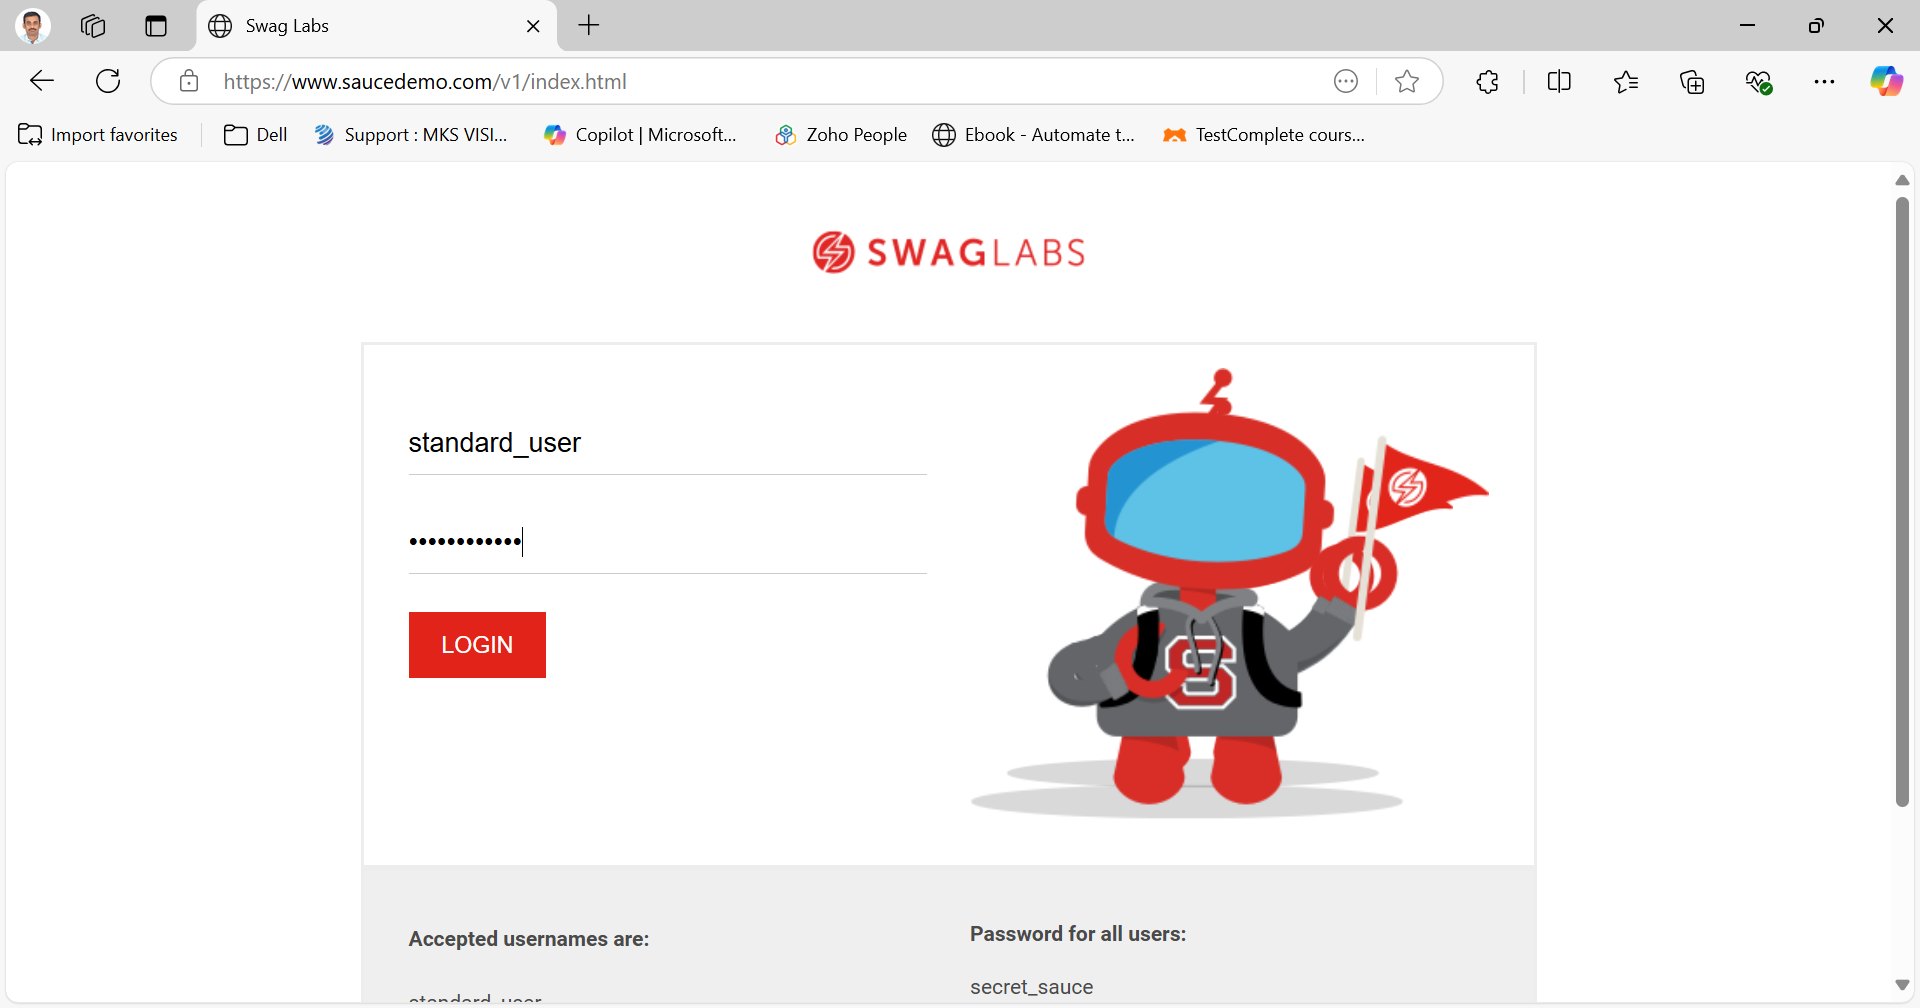 Swag Labs
https://www.saucedemo.com/v1/index.html
Import favorites
Dell
Support : MKS VISI...
Copilot | Microsoft...
Zoho People
Ebook - Automate t...
TestComplete cours...
SWAGLABS
standard_user
••••••••••••
LOGIN
S
Accepted usernames are:
standard_user
Password for all users:
secret_sauce